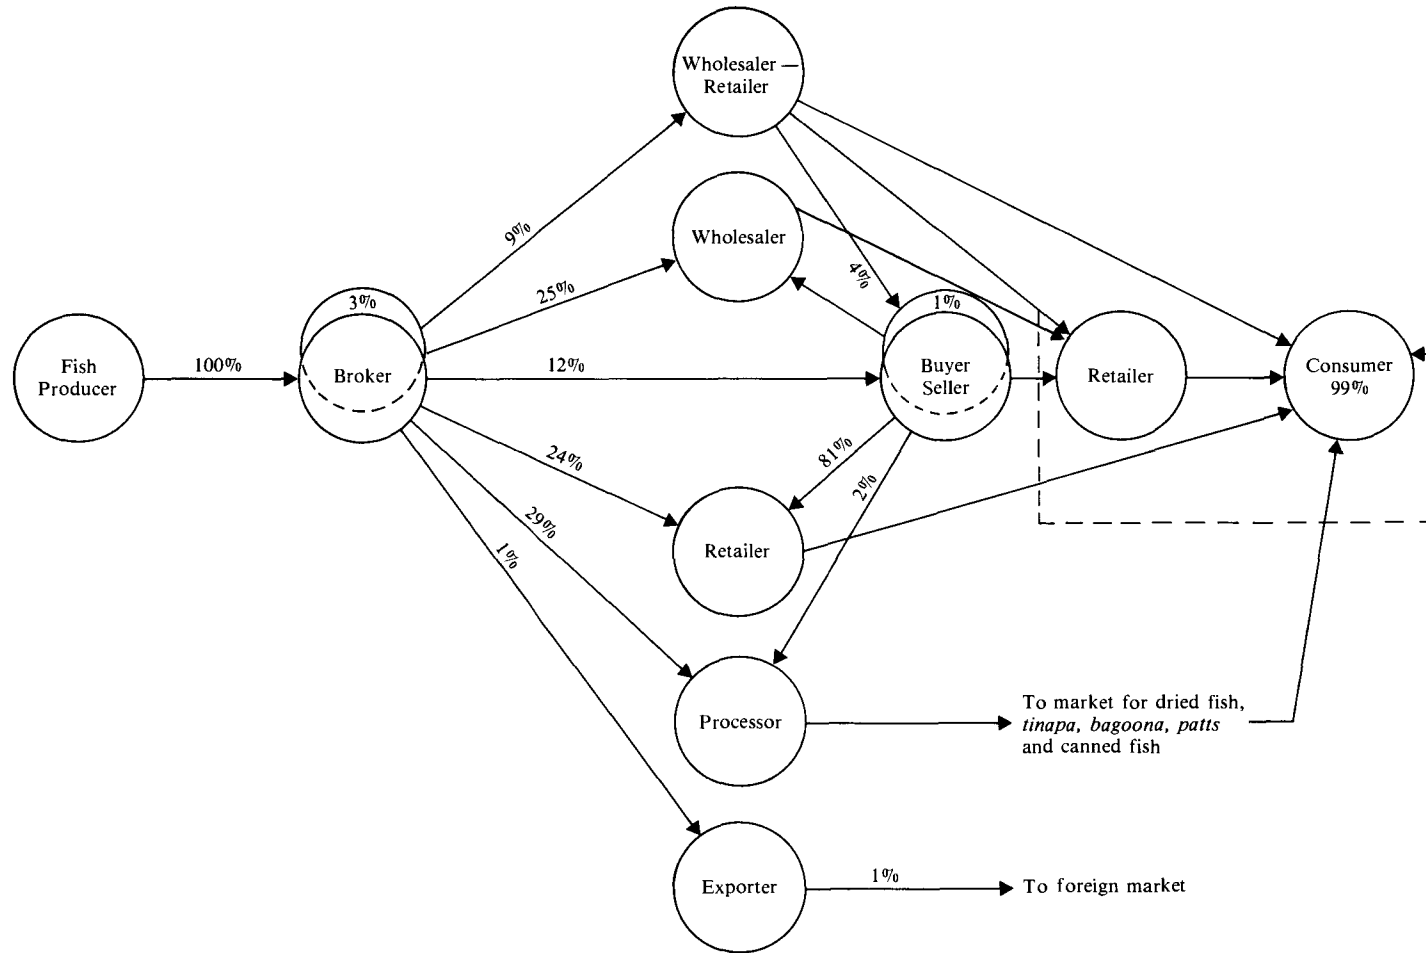 Wholesaler —
Retailer
9%
Wholesaler
25%
4%
3%
1%
Fish
Producer
100%
Broker
12%
Buyer
Seller
Retailer
Consumer
99%
24%
81%
2%
29%
1%
Retailer
Processor
To market for dried fish,
tinapa, bagoona, patts
and canned fish
Exporter
1%
To foreign market